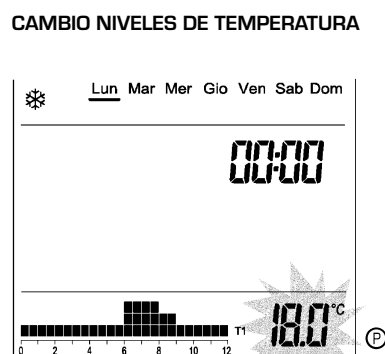 CAMBIO NIVELES DE TEMPERATURA
Lun Mar Mer Gio Ven Sab Dom
00:00
T1 18.0°C
P
0 2 4 6 8 10 12